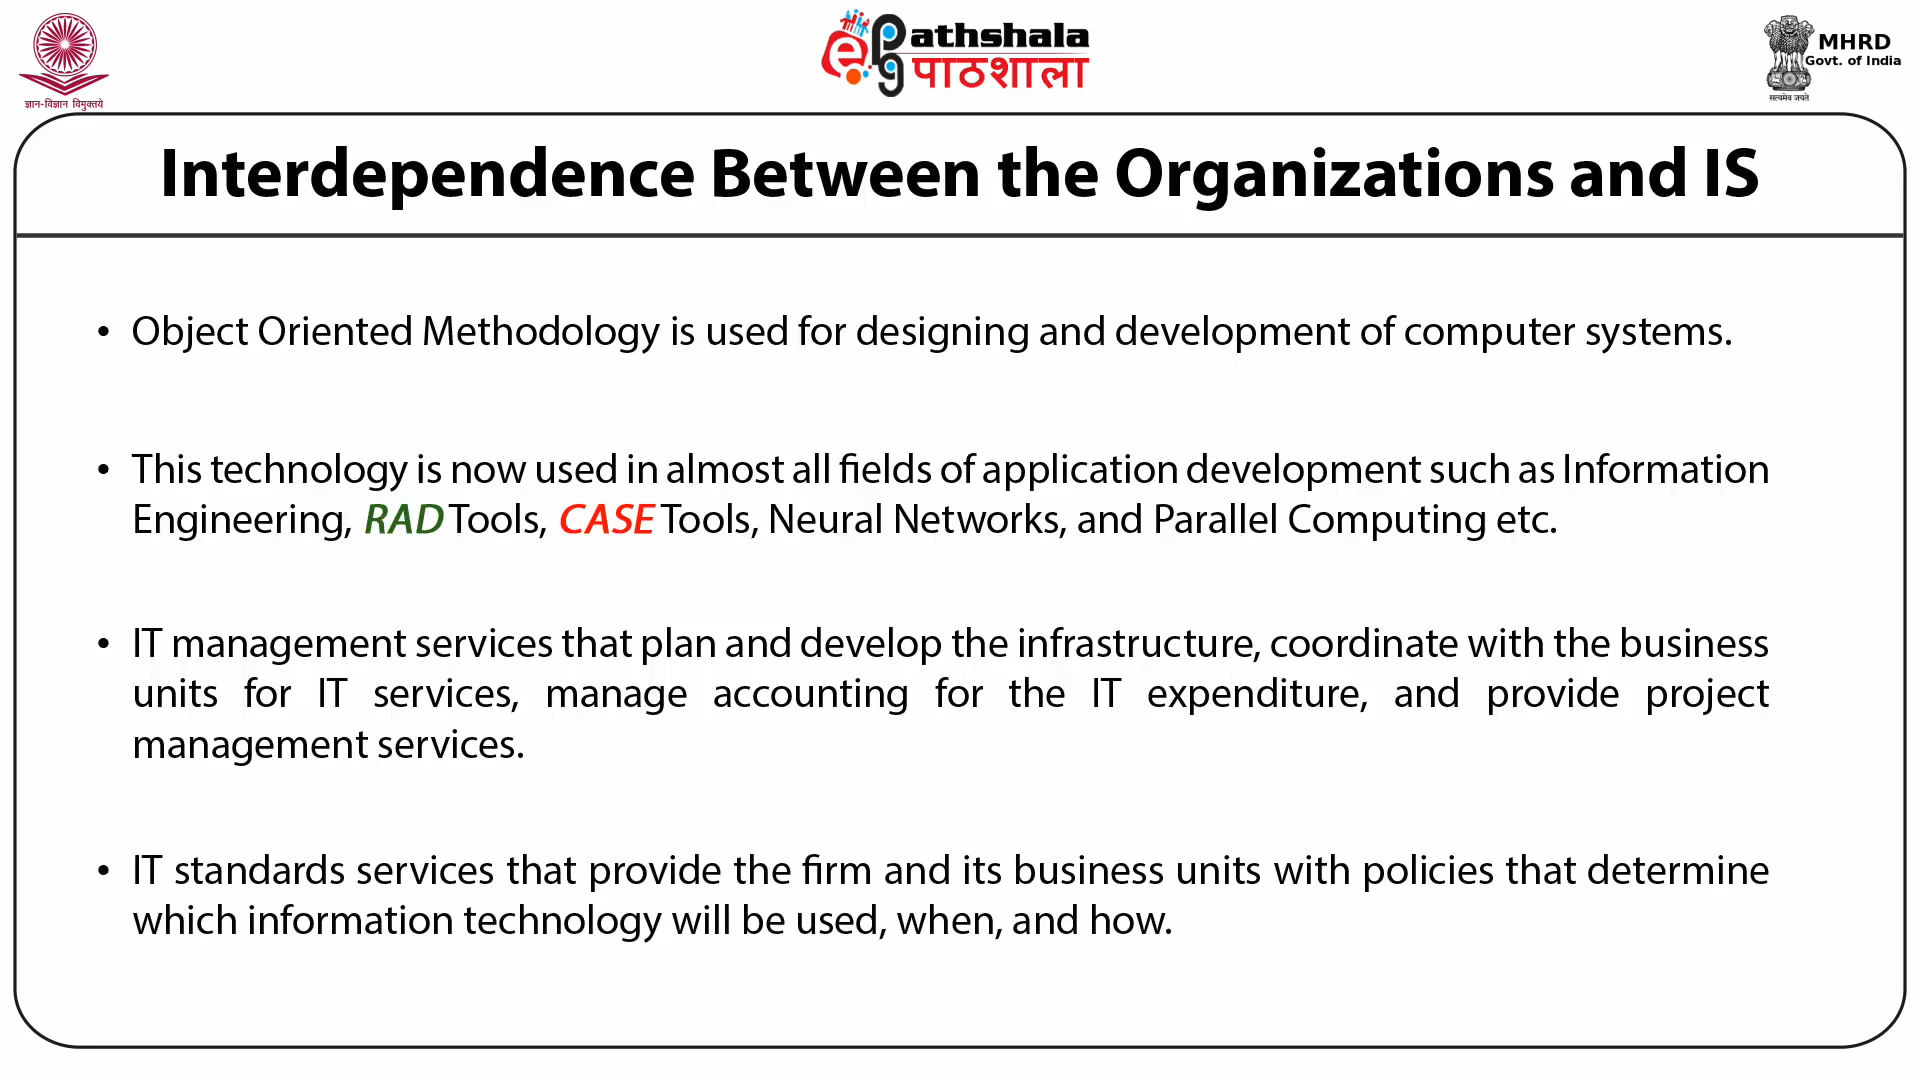 ज्ञान-विज्ञान विमुक्तये
ePathshala
पाठशाला
MHRD
Govt. of India
सत्यमेव जयते
Interdependence Between the Organizations and IS
• Object Oriented Methodology is used for designing and development of computer systems.
• This technology is now used in almost all fields of application development such as Information
Engineering, RAD Tools, CASE Tools, Neural Networks, and Parallel Computing etc.
• IT management services that plan and develop the infrastructure, coordinate with the business
units for IT services, manage accounting for the IT expenditure, and provide project
management services.
• IT standards services that provide the firm and its business units with policies that determine
which information technology will be used, when, and how.